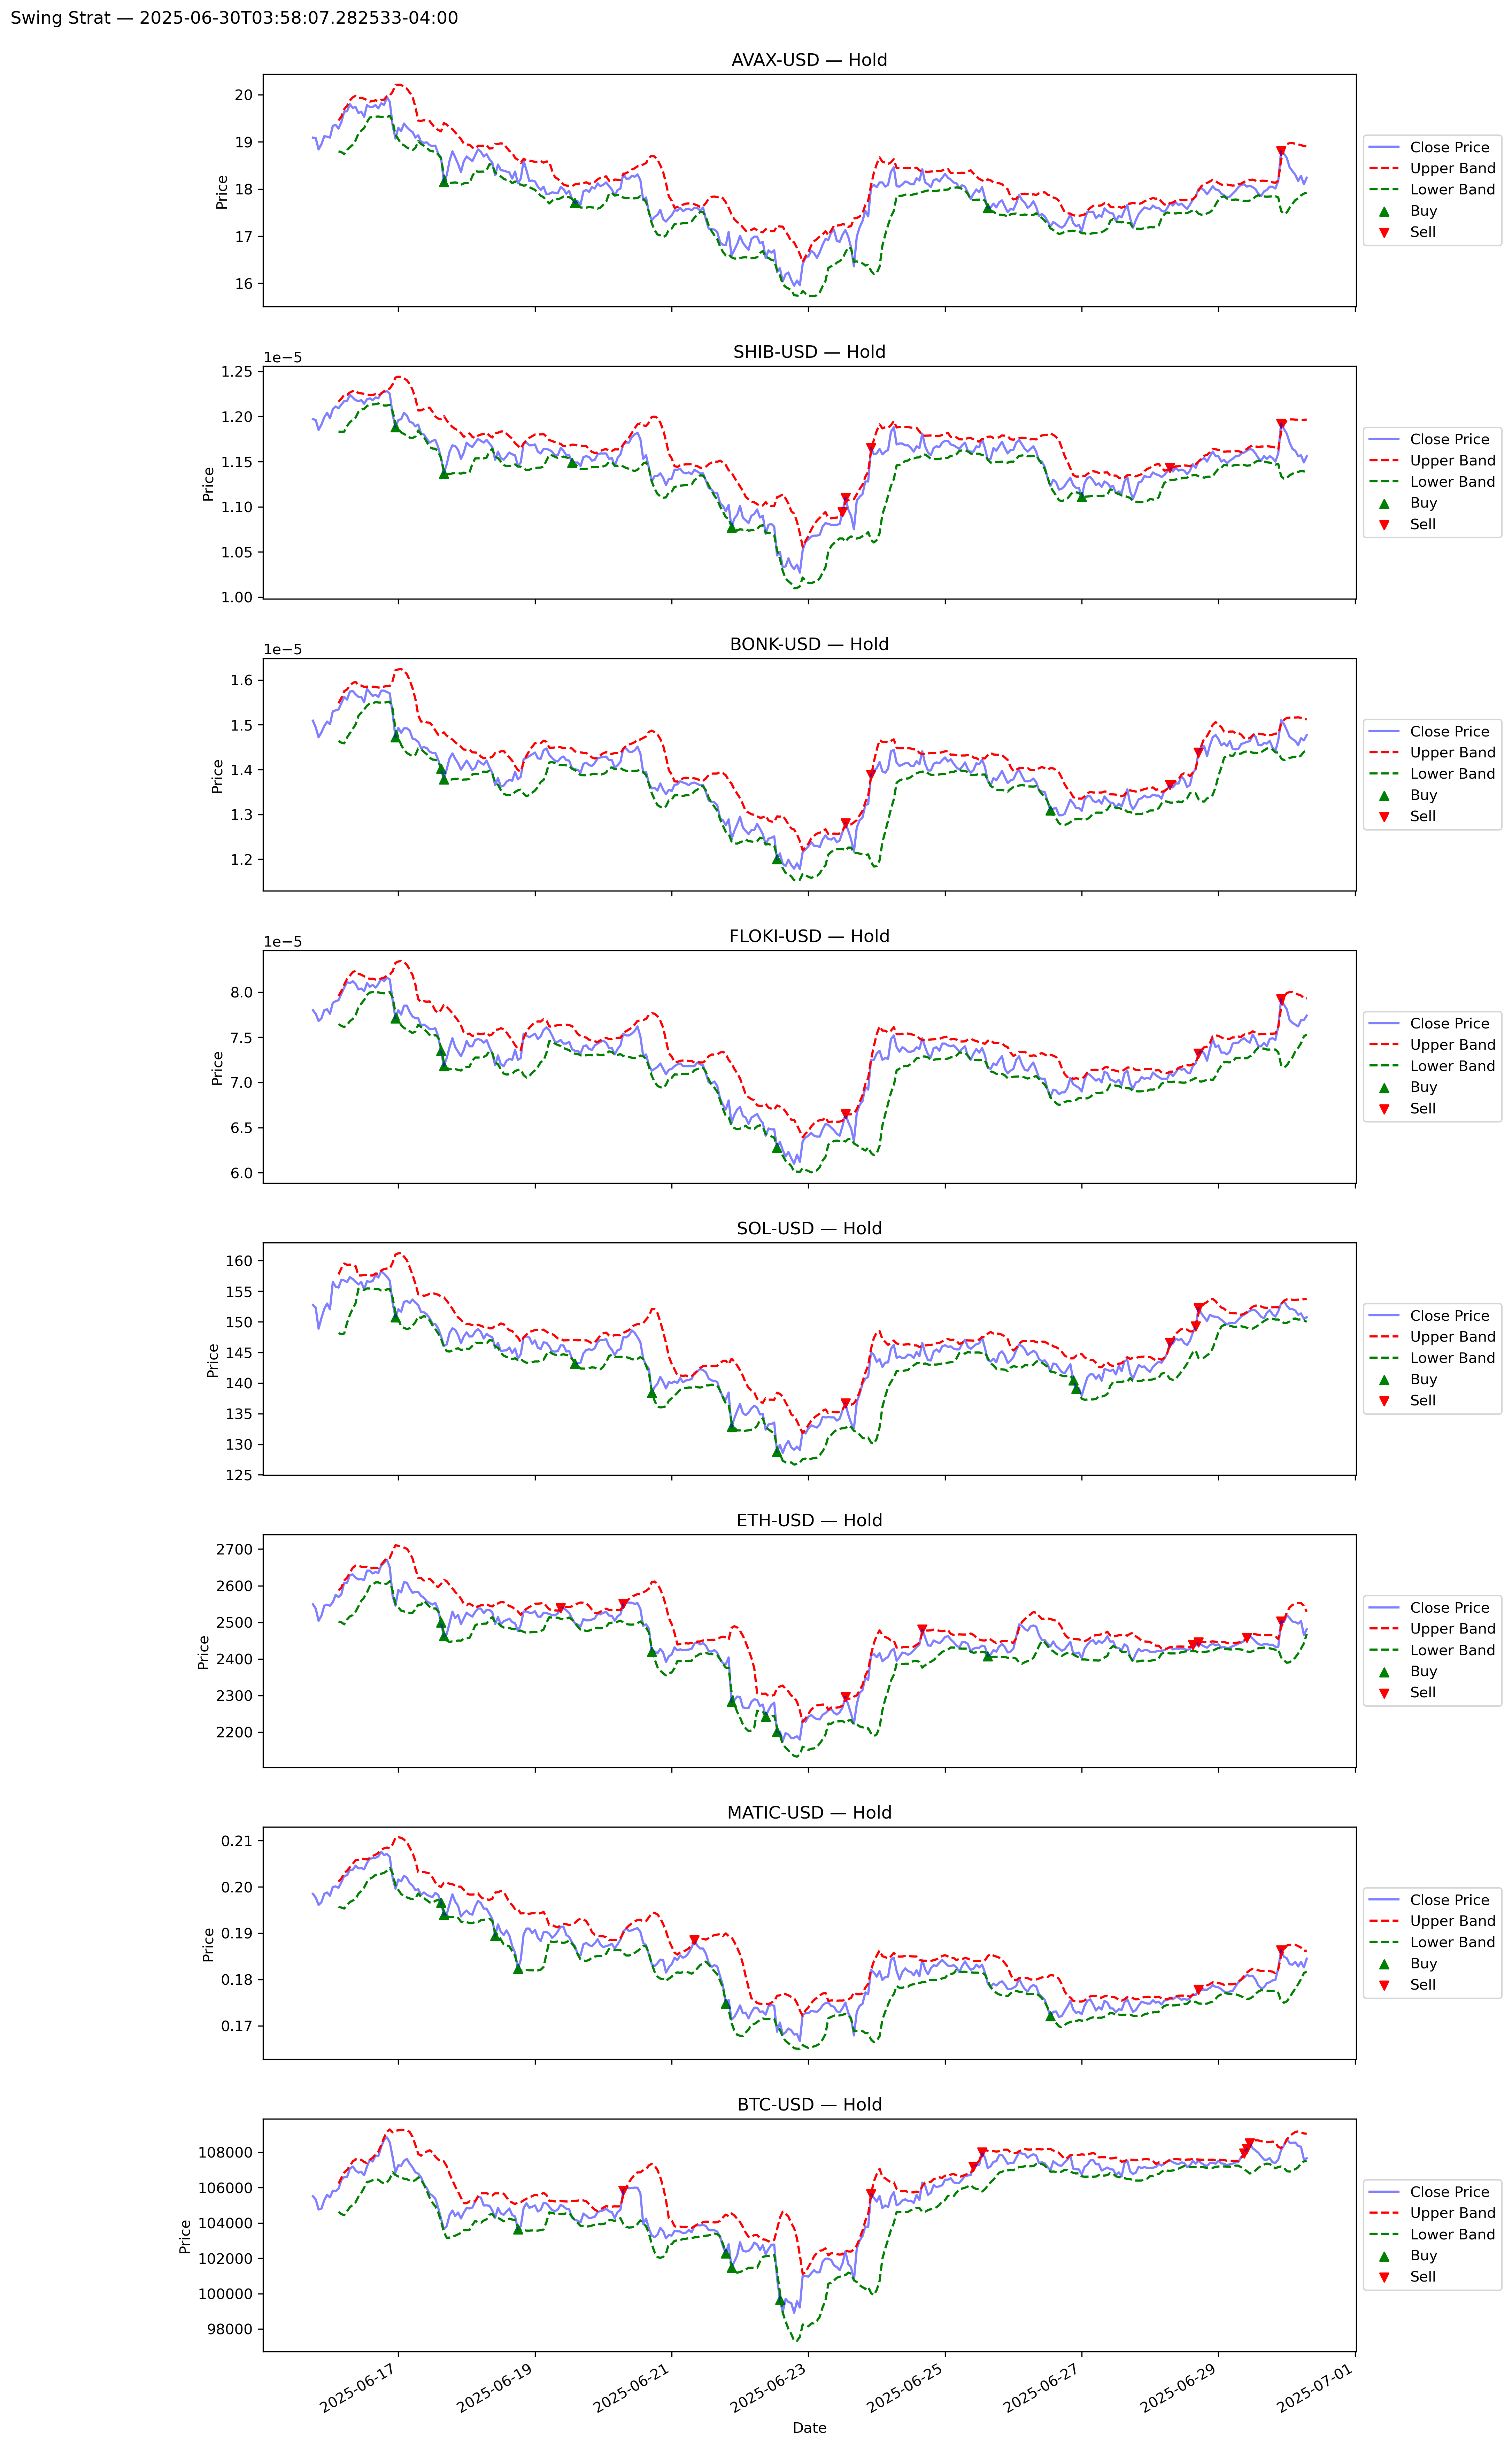 Swing Strat — 2025-06-30T03:58:07.282533-04:00
AVAX-USD — Hold
20
19
18
17
16
Price
Close Price
Upper Band
Lower Band
Buy
Sell
SHIB-USD — Hold
1e−5
1.25
1.20
1.15
1.10
1.05
1.00
Price
Close Price
Upper Band
Lower Band
Buy
Sell
BONK-USD — Hold
1e−5
1.6
1.5
1.4
1.3
1.2
Price
Close Price
Upper Band
Lower Band
Buy
Sell
FLOKI-USD — Hold
1e−5
8.0
7.5
7.0
6.5
6.0
Price
Close Price
Upper Band
Lower Band
Buy
Sell
SOL-USD — Hold
160
155
150
145
140
135
130
125
Price
Close Price
Upper Band
Lower Band
Buy
Sell
ETH-USD — Hold
2700
2600
2500
2400
2300
2200
Price
Close Price
Upper Band
Lower Band
Buy
Sell
MATIC-USD — Hold
0.21
0.20
0.19
0.18
0.17
Price
Close Price
Upper Band
Lower Band
Buy
Sell
BTC-USD — Hold
108000
106000
104000
102000
100000
98000
Price
Close Price
Upper Band
Lower Band
Buy
Sell
2025-06-17
2025-06-19
2025-06-21
2025-06-23
2025-06-25
2025-06-27
2025-06-29
2025-07-01
Date